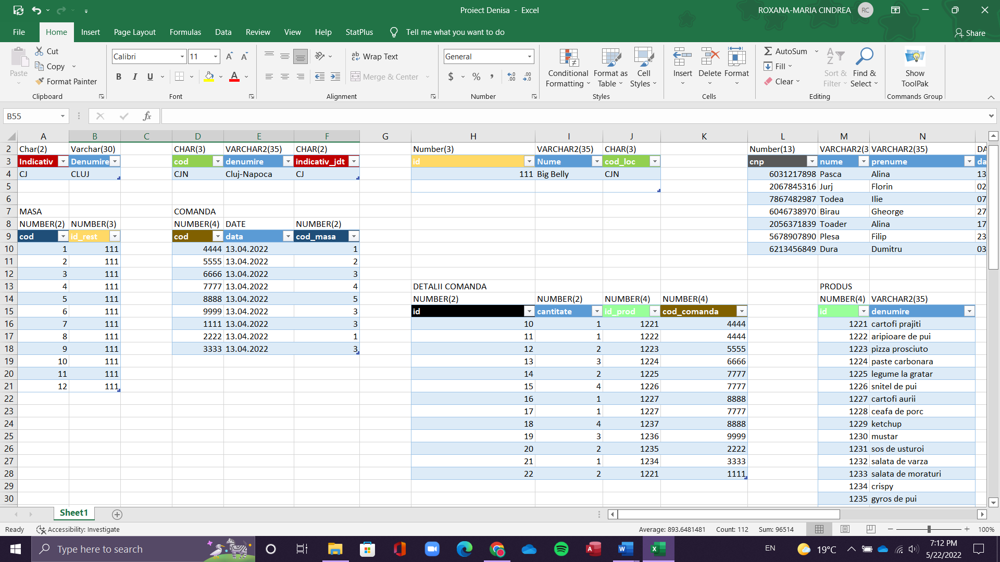 Proiect Denisa - Excel
ROXANA-MARIA CINDREA RC
File Home Insert Page Layout Formulas Data Review View Help StatPlus Tell me what you want to do Share
Paste Cut Copy Format Painter Clipboard
Calibri 11 A A B I U A Font
ab Wrap Text Merge & Center Alignment
General $ % , Number
Conditional Formatting Format as Table Cell Styles Styles
Insert Delete Format Cells
AutoSum Fill Clear Sort & Filter Find & Select Editing
Show ToolPak Commands Group
B55 fx
A B C D E F G H I J K L M N
2 Char(2) Varchar(30) CHAR(3) VARCHAR2(35) CHAR(2) Number(3) VARCHAR2(35) CHAR(3) Number(13) VARCHAR2(3 VARCHAR2(35) DA
3 Indicativ Denumire cod denumire indicativ_jdt id Nume cod_loc cnp nume prenume da
4 CJ CLUJ CJN Cluj-Napoca CJ 111 Big Belly CJN 6031217898 Pasca Alina 13
5 2067845316 Jurj Florin 02
6 7867482987 Todea Ilie 07
7 MASA COMANDA 6046738970 Birau Gheorge 27
8 NUMBER(2) NUMBER(3) NUMBER(4) DATE NUMBER(2) 2056371839 Toader Alina 17
9 cod id_rest cod data cod_masa 5678907890 Plesa Filip 23
10 1 111 4444 13.04.2022 1 6213456849 Dura Dumitru 03
11 2 111 5555 13.04.2022 2
12 3 111 6666 13.04.2022 3
13 4 111 7777 13.04.2022 4 DETALII COMANDA PRODUS
14 5 111 8888 13.04.2022 5 NUMBER(2) NUMBER(2) NUMBER(4) NUMBER(4) NUMBER(4) VARCHAR2(35)
15 6 111 9999 13.04.2022 3 id cantitate id_prod cod_comanda id denumire
16 7 111 1111 13.04.2022 3 10 1 1221 4444 1221 cartofi prajiti
17 8 111 2222 13.04.2022 1 11 1 1222 4444 1222 aripioare de pui
18 9 111 3333 13.04.2022 3 12 2 1223 5555 1223 pizza prosciuto
19 10 111 13 3 1224 6666 1224 paste carbonara
20 11 111 14 2 1225 7777 1225 legume la gratar
21 12 111 15 4 1226 7777 1226 snitel de pui
22 16 1 1227 8888 1227 cartofi aurii
23 17 1 1227 7777 1228 ceafa de porc
24 18 4 1237 8888 1229 ketchup
25 19 3 1236 9999 1230 mustar
26 20 2 1235 2222 1231 sos de usturoi
27 21 1 1234 3333 1232 salata de varza
28 22 2 1221 1111 1233 salata de moraturi
29 1234 crispy
30 1235 gyros de pui
Sheet1
Ready Accessibility: Investigate Average: 893.6481481 Count: 112 Sum: 96514 100%
Type here to search EN 19°C 7:12 PM
5/22/2022